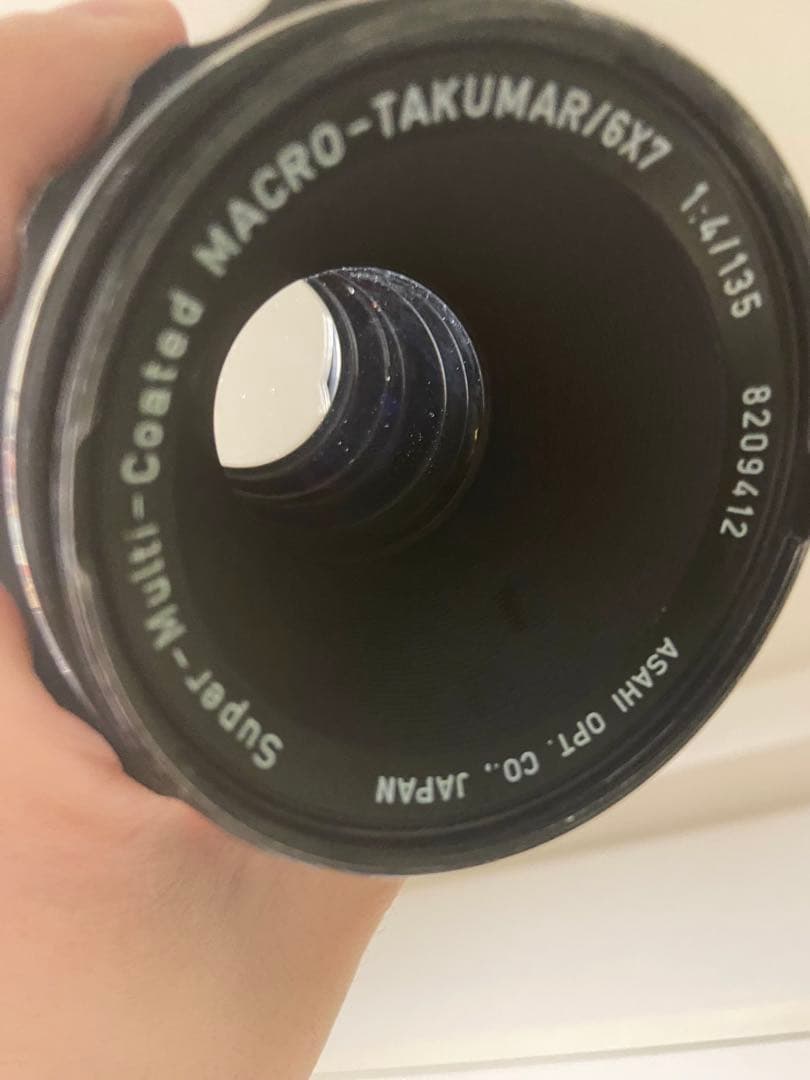 Super-Multi-Coated MACRO-TAKUMAR/6X7 1:4/135 8209412
ASAHI OPT. CO., JAPAN